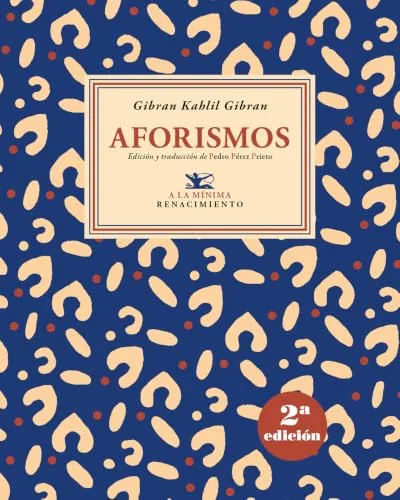 Gibran Kahlil Gibran
AFORISMOS
Edición y traducción de Pedro Pérez Prieto
A LA MÍNIMA
RENACIMIENTO
2ª
edición